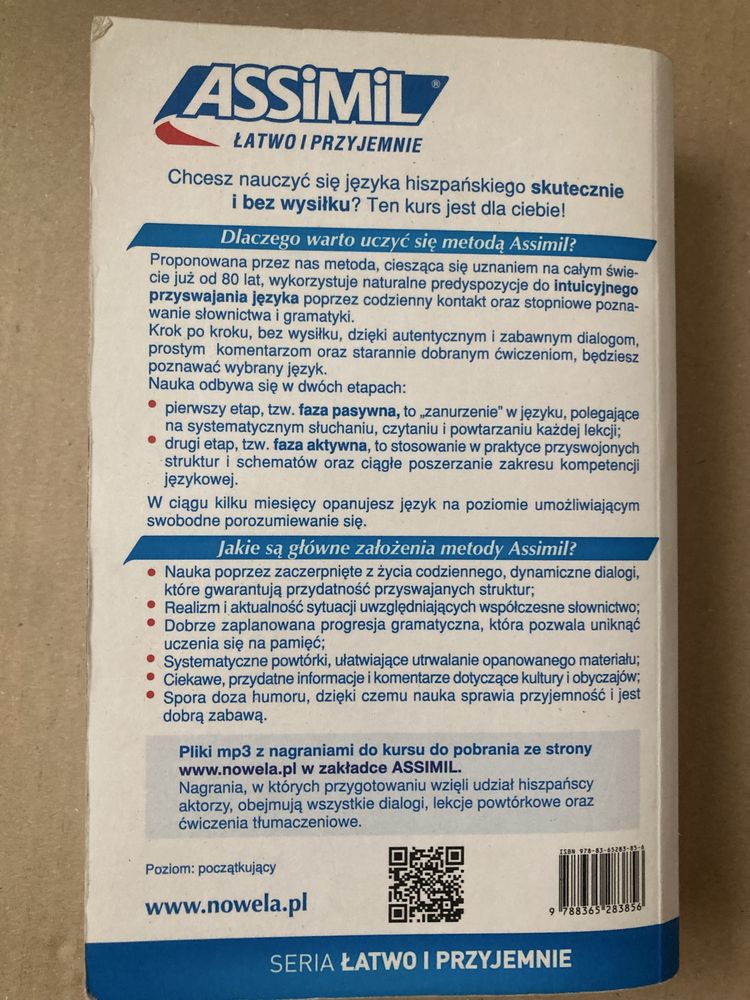 ASSiMiL®
ŁATWO I PRZYJEMNIE
Chcesz nauczyć się języka hiszpańskiego skutecznie
i bez wysiłku? Ten kurs jest dla ciebie!
Dlaczego warto uczyć się metodą Assimil?
Proponowana przez nas metoda, ciesząca się uznaniem na całym świe-
cie już od 80 lat, wykorzystuje naturalne predyspozycje do intuicyjnego
przyswajania języka poprzez codzienny kontakt oraz stopniowe pozna-
wanie słownictwa i gramatyki.
Krok po kroku, bez wysiłku, dzięki autentycznym i zabawnym dialogom,
prostym komentarzom oraz starannie dobranym ćwiczeniom, będziesz
poznawać wybrany język.
Nauka odbywa się w dwóch etapach:
• pierwszy etap, tzw. faza pasywna, to „zanurzenie” w języku, polegające
na systematycznym słuchaniu, czytaniu i powtarzaniu każdej lekcji;
• drugi etap, tzw. faza aktywna, to stosowanie w praktyce przyswojonych
struktur i schematów oraz ciągłe poszerzanie zakresu kompetencji
językowej.
W ciągu kilku miesięcy opanujesz język na poziomie umożliwiającym
swobodne porozumiewanie się.
Jakie są główne założenia metody Assimil?
• Nauka poprzez zaczerpnięte z życia codziennego, dynamiczne dialogi,
które gwarantują przydatność przyswajanych struktur;
• Realizm i aktualność sytuacji uwzględniających współczesne słownictwo;
• Dobrze zaplanowana progresja gramatyczna, która pozwala uniknąć
uczenia się na pamięć;
• Systematyczne powtórki, ułatwiające utrwalanie opanowanego materiału;
• Ciekawe, przydatne informacje i komentarze dotyczące kultury i obyczajów;
• Spora doza humoru, dzięki czemu nauka sprawia przyjemność i jest
dobrą zabawą.
Pliki mp3 z nagraniami do kursu do pobrania ze strony
www.nowela.pl w zakładce ASSIMIL.
Nagrania, w których przygotowaniu wzięli udział hiszpańscy
aktorzy, obejmują wszystkie dialogi, lekcje powtórkowe oraz
ćwiczenia tłumaczeniowe.
Poziom: początkujący
www.nowela.pl
ISBN 978-83-65283-85-6
9 788365 283856
SERIA ŁATWO I PRZYJEMNIE